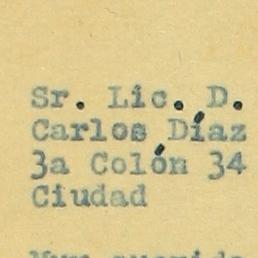 Sr. Lic. D.
Carlos Díaz
3a Colón 34
Ciudad